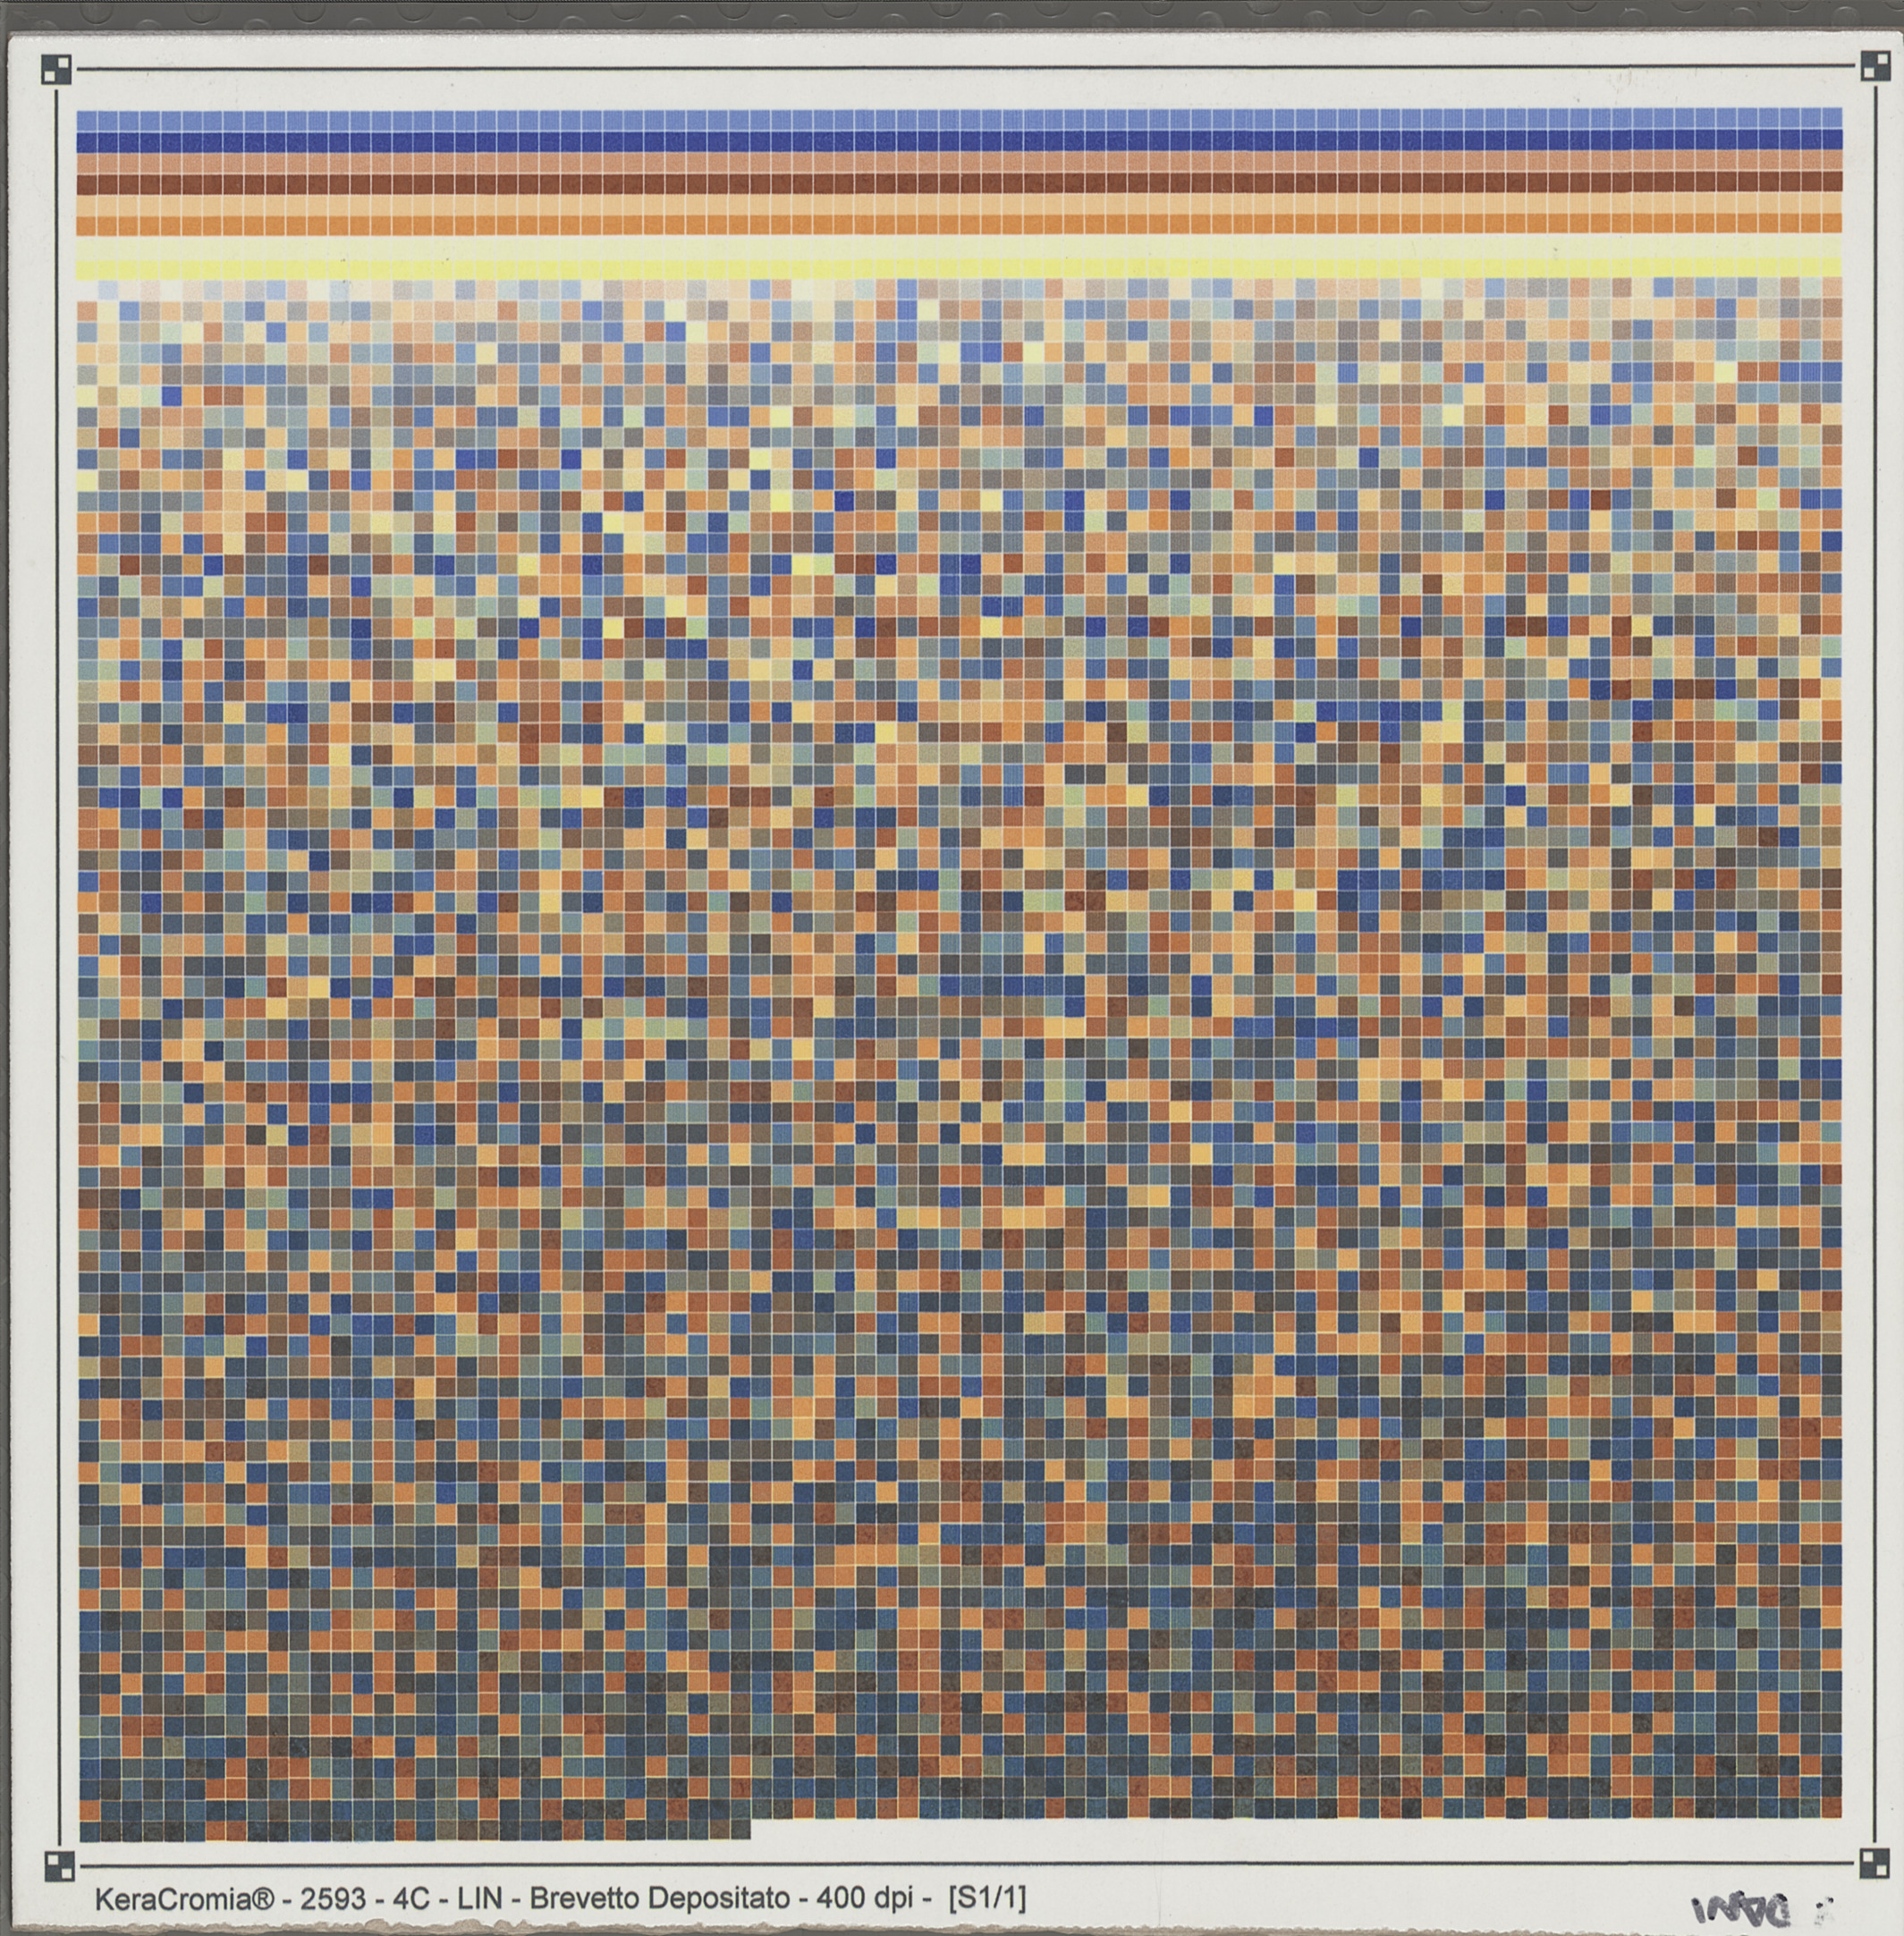 KeraCromia® - 2593 - 4C - LIN - Brevetto Depositato - 400 dpi - [S1/1]